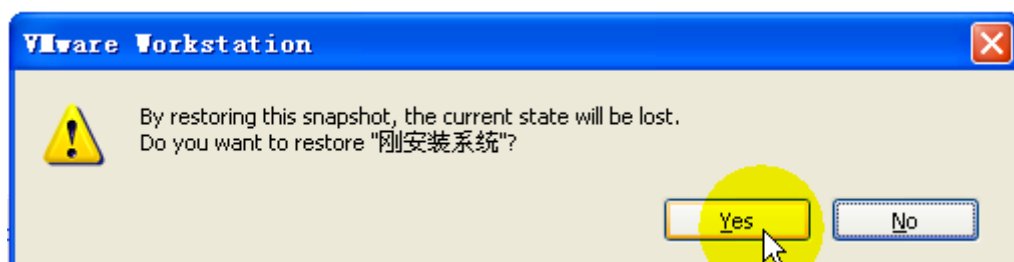 VMware Workstation
By restoring this snapshot, the current state will be lost.
Do you want to restore "刚安装系统"?
Yes
No